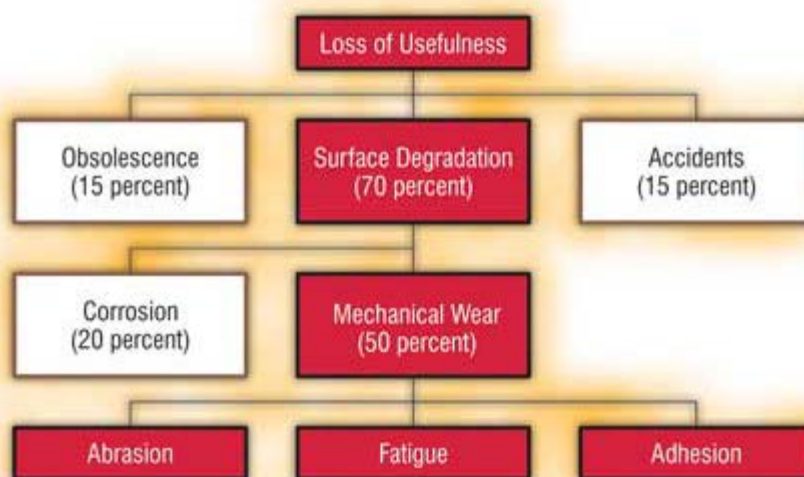 Loss of Usefulness
Obsolescence
(15 percent)
Surface Degradation
(70 percent)
Accidents
(15 percent)
Corrosion
(20 percent)
Mechanical Wear
(50 percent)
Abrasion
Fatigue
Adhesion